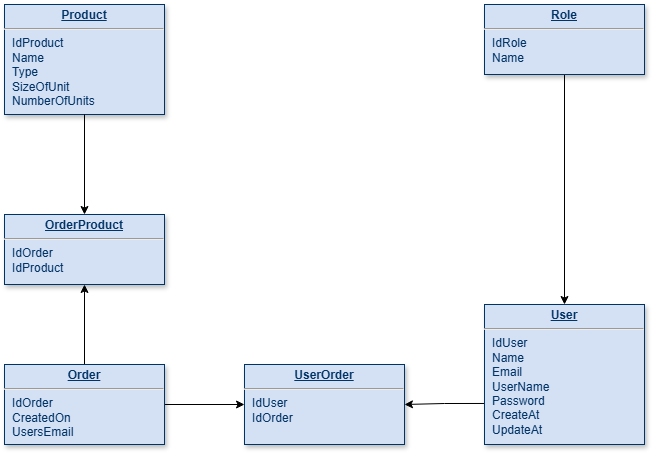 Product
IdProduct
Name
Type
SizeOfUnit
NumberOfUnits
Role
IdRole
Name
OrderProduct
IdOrder
IdProduct
Order
IdOrder
CreatedOn
UsersEmail
UserOrder
IdUser
IdOrder
User
IdUser
Name
Email
UserName
Password
CreateAt
UpdateAt